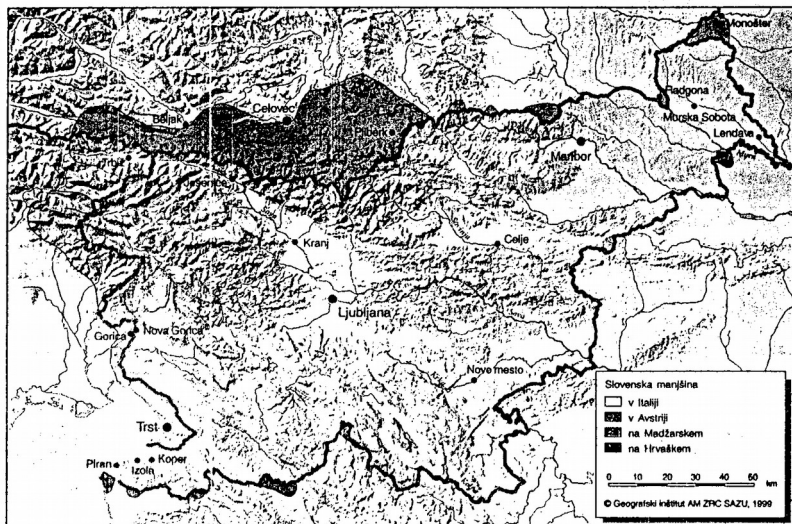 Monošter
Radgona
Beljak
Celovec
Pliberk
Murska Sobota
Lendava
Maribor
Trbiž
Jesenice
Kranj
Celje
Ljubljana
Gorica
Nova Gorica
Novo mesto
Trst
Piran
Izola
Koper
Slovenska manjšina
v Italiji
v Avstriji
na Madžarskem
na Hrvaškem
0 10 20 30 40 50
km
© Geografski inštitut AM ZRC SAZU, 1999